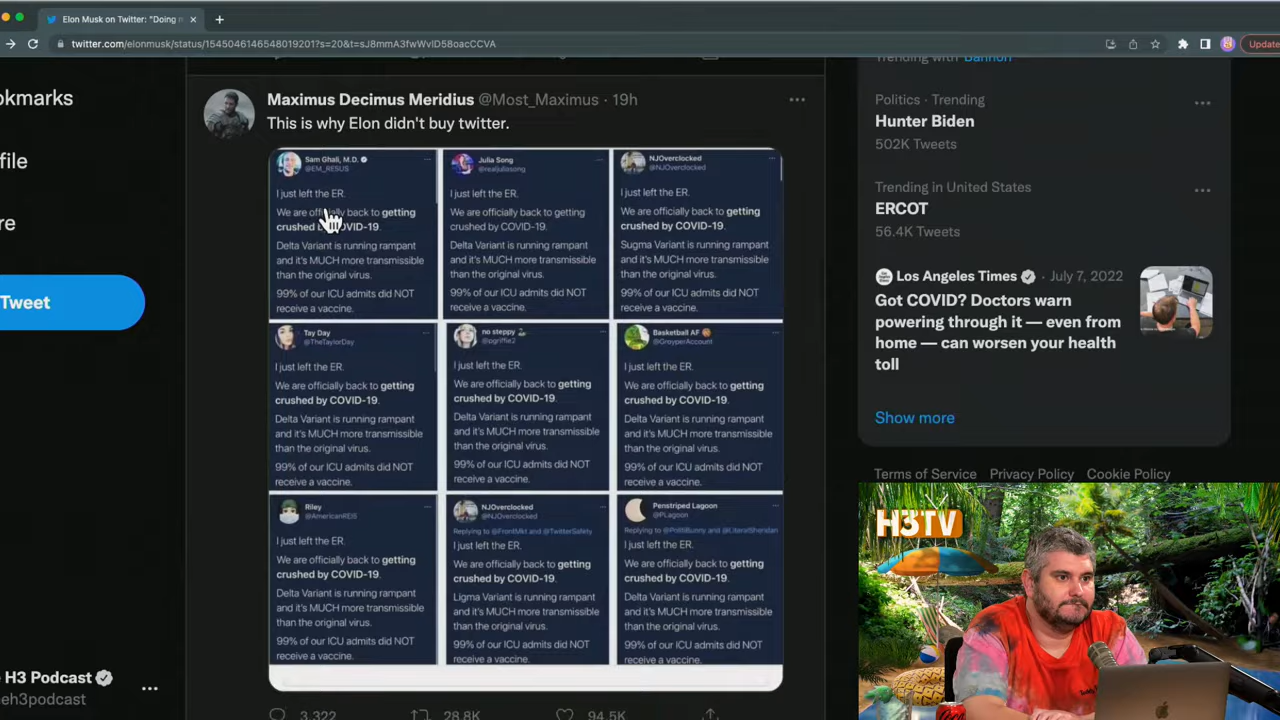 Elon Musk on Twitter: "Doing n
twitter.com/elonmusk/status/1545046146548019201?s=20&t=sJ8mmA3fwWvlD58oacCCVA
Update
okmarks
file
re
Tweet
H3 Podcast
eh3podcast
Maximus Decimus Meridius @Most_Maximus · 19h
This is why Elon didn't buy twitter.
Sam Ghali, M.D.
@EM_RESUS
I just left the ER.
We are officially back to getting
crushed by COVID-19.
Delta Variant is running rampant
and it's MUCH more transmissible
than the original virus.
99% of our ICU admits did NOT
receive a vaccine.
Julia Song
@realjuliasong
I just left the ER.
We are officially back to getting
crushed by COVID-19.
Delta Variant is running rampant
and it's MUCH more transmissible
than the original virus.
99% of our ICU admits did NOT
receive a vaccine.
NJOverclocked
@NJOverclocked
I just left the ER.
We are officially back to getting
crushed by COVID-19.
Sugma Variant is running rampant
and it's MUCH more transmissible
than the original virus.
99% of our ICU admits did NOT
receive a vaccine.
Tay Day
@TheTaylorDay
I just left the ER.
We are officially back to getting
crushed by COVID-19.
Delta Variant is running rampant
and it's MUCH more transmissible
than the original virus.
99% of our ICU admits did NOT
receive a vaccine.
no steppy
@pgriffie2
I just left the ER.
We are officially back to getting
crushed by COVID-19.
Delta Variant is running rampant
and it's MUCH more transmissible
than the original virus.
99% of our ICU admits did NOT
receive a vaccine.
Basketball AF
@GroyperAccount
I just left the ER.
We are officially back to getting
crushed by COVID-19.
Delta Variant is running rampant
and it's MUCH more transmissible
than the original virus.
99% of our ICU admits did NOT
receive a vaccine.
Riley
@AmericanREIS
I just left the ER.
We are officially back to getting
crushed by COVID-19.
Delta Variant is running rampant
and it's MUCH more transmissible
than the original virus.
99% of our ICU admits did NOT
receive a vaccine.
NJOverclocked
@NJOverclocked
Replying to @FrontMkt and @TwitterSafety
I just left the ER.
We are officially back to getting
crushed by COVID-19.
Ligma Variant is running rampant
and it's MUCH more transmissible
than the original virus.
99% of our ICU admits did NOT
receive a vaccine.
Penstriped Lagoon
@PLagoon
Replying to @PolitiBunny and @LiteralSheridan
I just left the ER.
We are officially back to getting
crushed by COVID-19.
Delta Variant is running rampant
and it's MUCH more transmissible
than the original virus.
99% of our ICU admits did NOT
receive a vaccine.
3,322
28.8K
94.5K
Trending with Bannon
Politics · Trending
Hunter Biden
502K Tweets
Trending in United States
ERCOT
56.4K Tweets
Los Angeles Times · July 7, 2022
Got COVID? Doctors warn
powering through it — even from
home — can worsen your health
toll
Show more
Terms of Service Privacy Policy Cookie Policy
H3TV